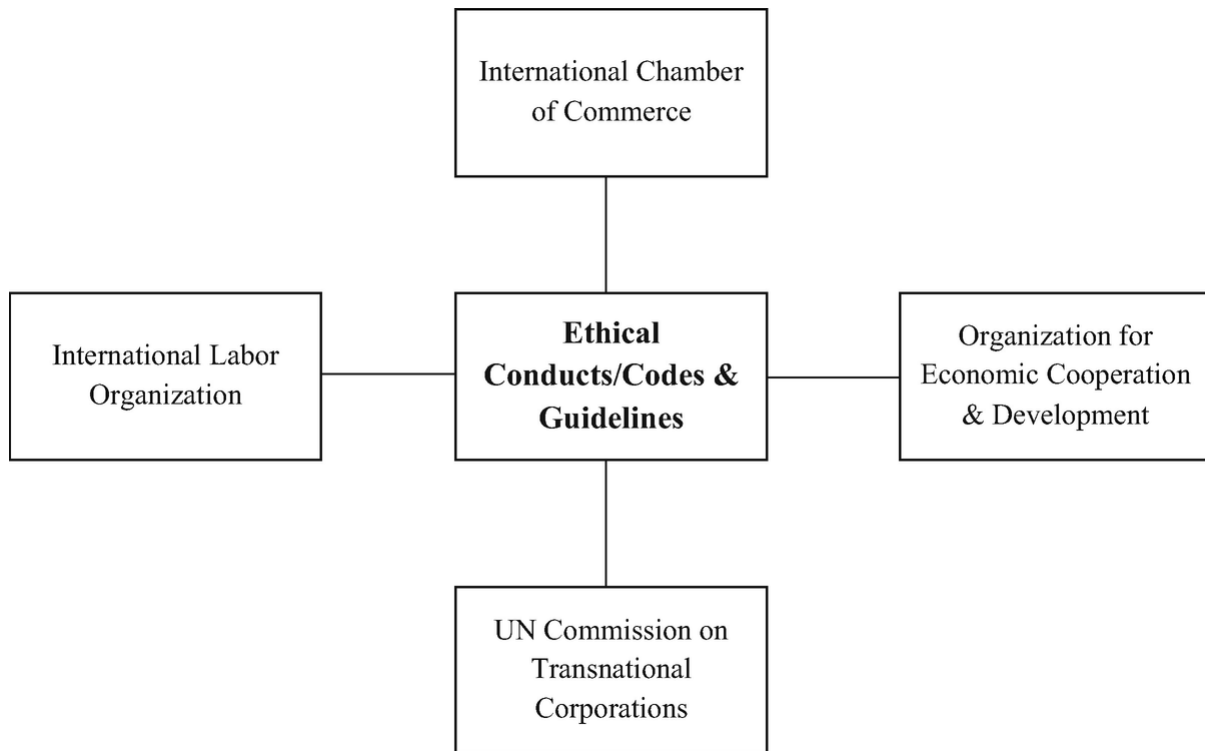 International Chamber
of Commerce
International Labor
Organization
Ethical
Conducts/Codes &
Guidelines
Organization for
Economic Cooperation
& Development
UN Commission on
Transnational
Corporations